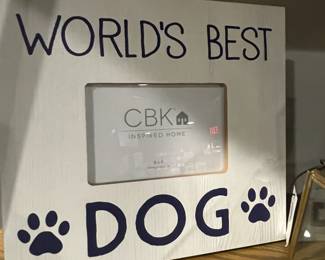 WORLD'S BEST
CBK
INSPIRED HOME
DOG